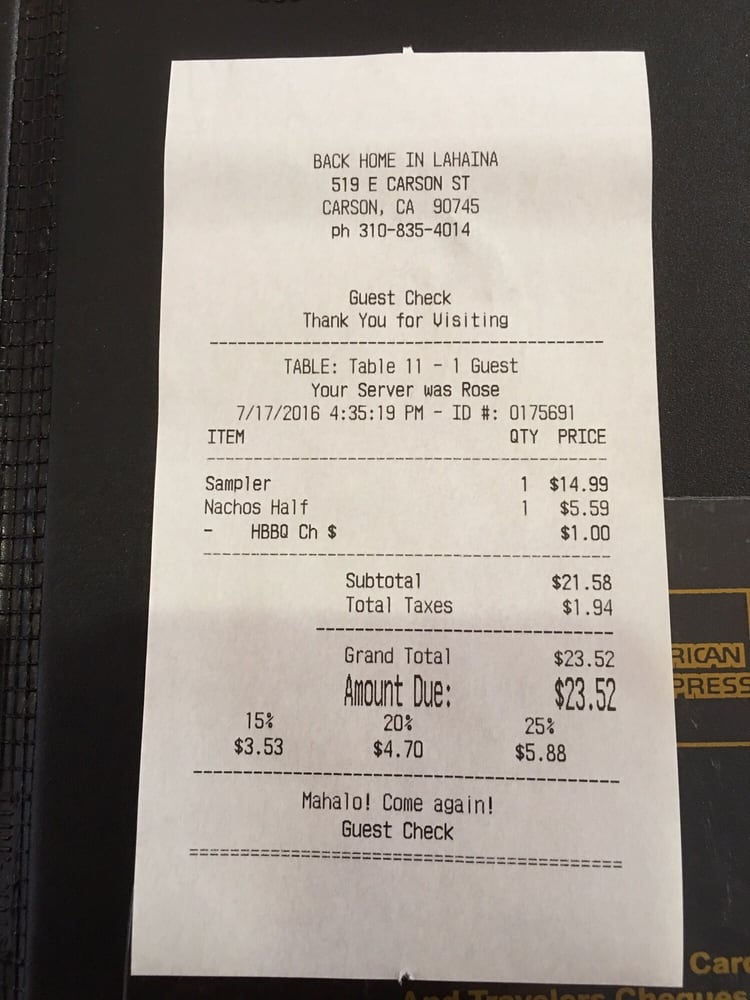 BACK HOME IN LAHAINA
519 E CARSON ST
CARSON, CA 90745
ph 310-835-4014
Guest Check
Thank You for Visiting
TABLE: Table 11 - 1 Guest
Your Server was Rose
7/17/2016 4:35:19 PM - ID #: 0175691
ITEM QTY PRICE
Sampler 1 $14.99
Nachos Half 1 $5.59
- HBBQ Ch $ $1.00
Subtotal $21.58
Total Taxes $1.94
Grand Total $23.52
Amount Due: $23.52
15% 20% 25%
$3.53 $4.70 $5.88
Mahalo! Come again!
Guest Check
RICAN
PRESS
Card
And Travelers Cheques